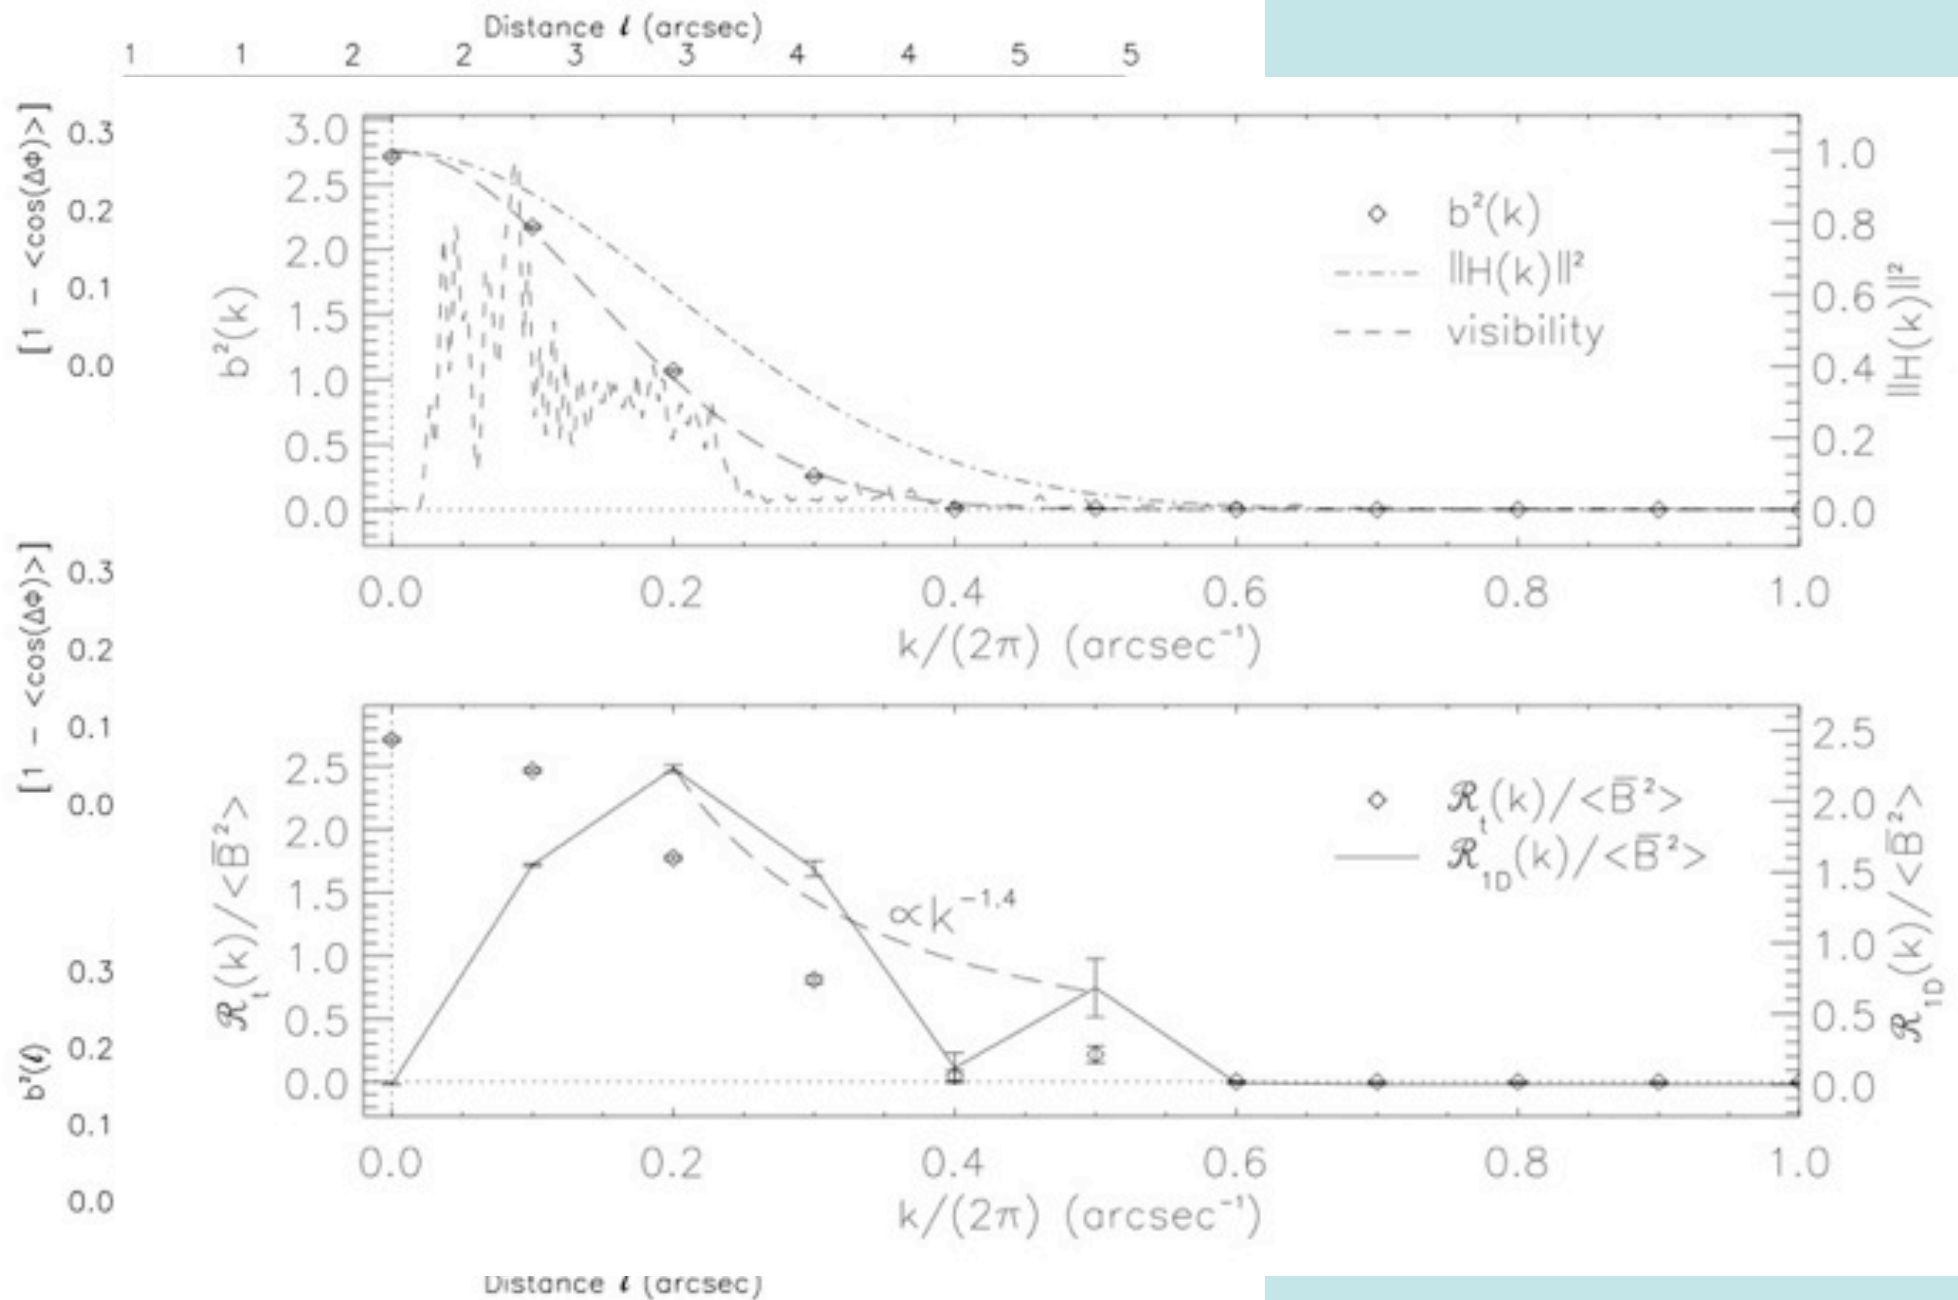 Distance ℓ (arcsec)
1 1 2 2 3 3 4 4 5 5
[1 - <cos(ΔΦ)>]
0.3
0.2
0.1
0.0
[1 - <cos(ΔΦ)>]
0.3
0.2
0.1
0.0
b²(ℓ)
0.3
0.2
0.1
0.0
b²(k)
3.0
2.5
2.0
1.5
1.0
0.5
0.0
b²(k)
||H(k)||²
visibility
1.0
0.8
0.6
0.4
0.2
0.0
||H(k)||²
0.0 0.2 0.4 0.6 0.8 1.0
k/(2π) (arcsec⁻¹)
ℛt(k)/<B̅²>
2.5
2.0
1.5
1.0
0.5
0.0
∝k⁻¹·⁴
ℛt(k)/<B̅²>
ℛ1D(k)/<B̅²>
2.5
2.0
1.5
1.0
0.5
0.0
ℛ1D(k)/<B̅²>
0.0 0.2 0.4 0.6 0.8 1.0
k/(2π) (arcsec⁻¹)
Distance ℓ (arcsec)